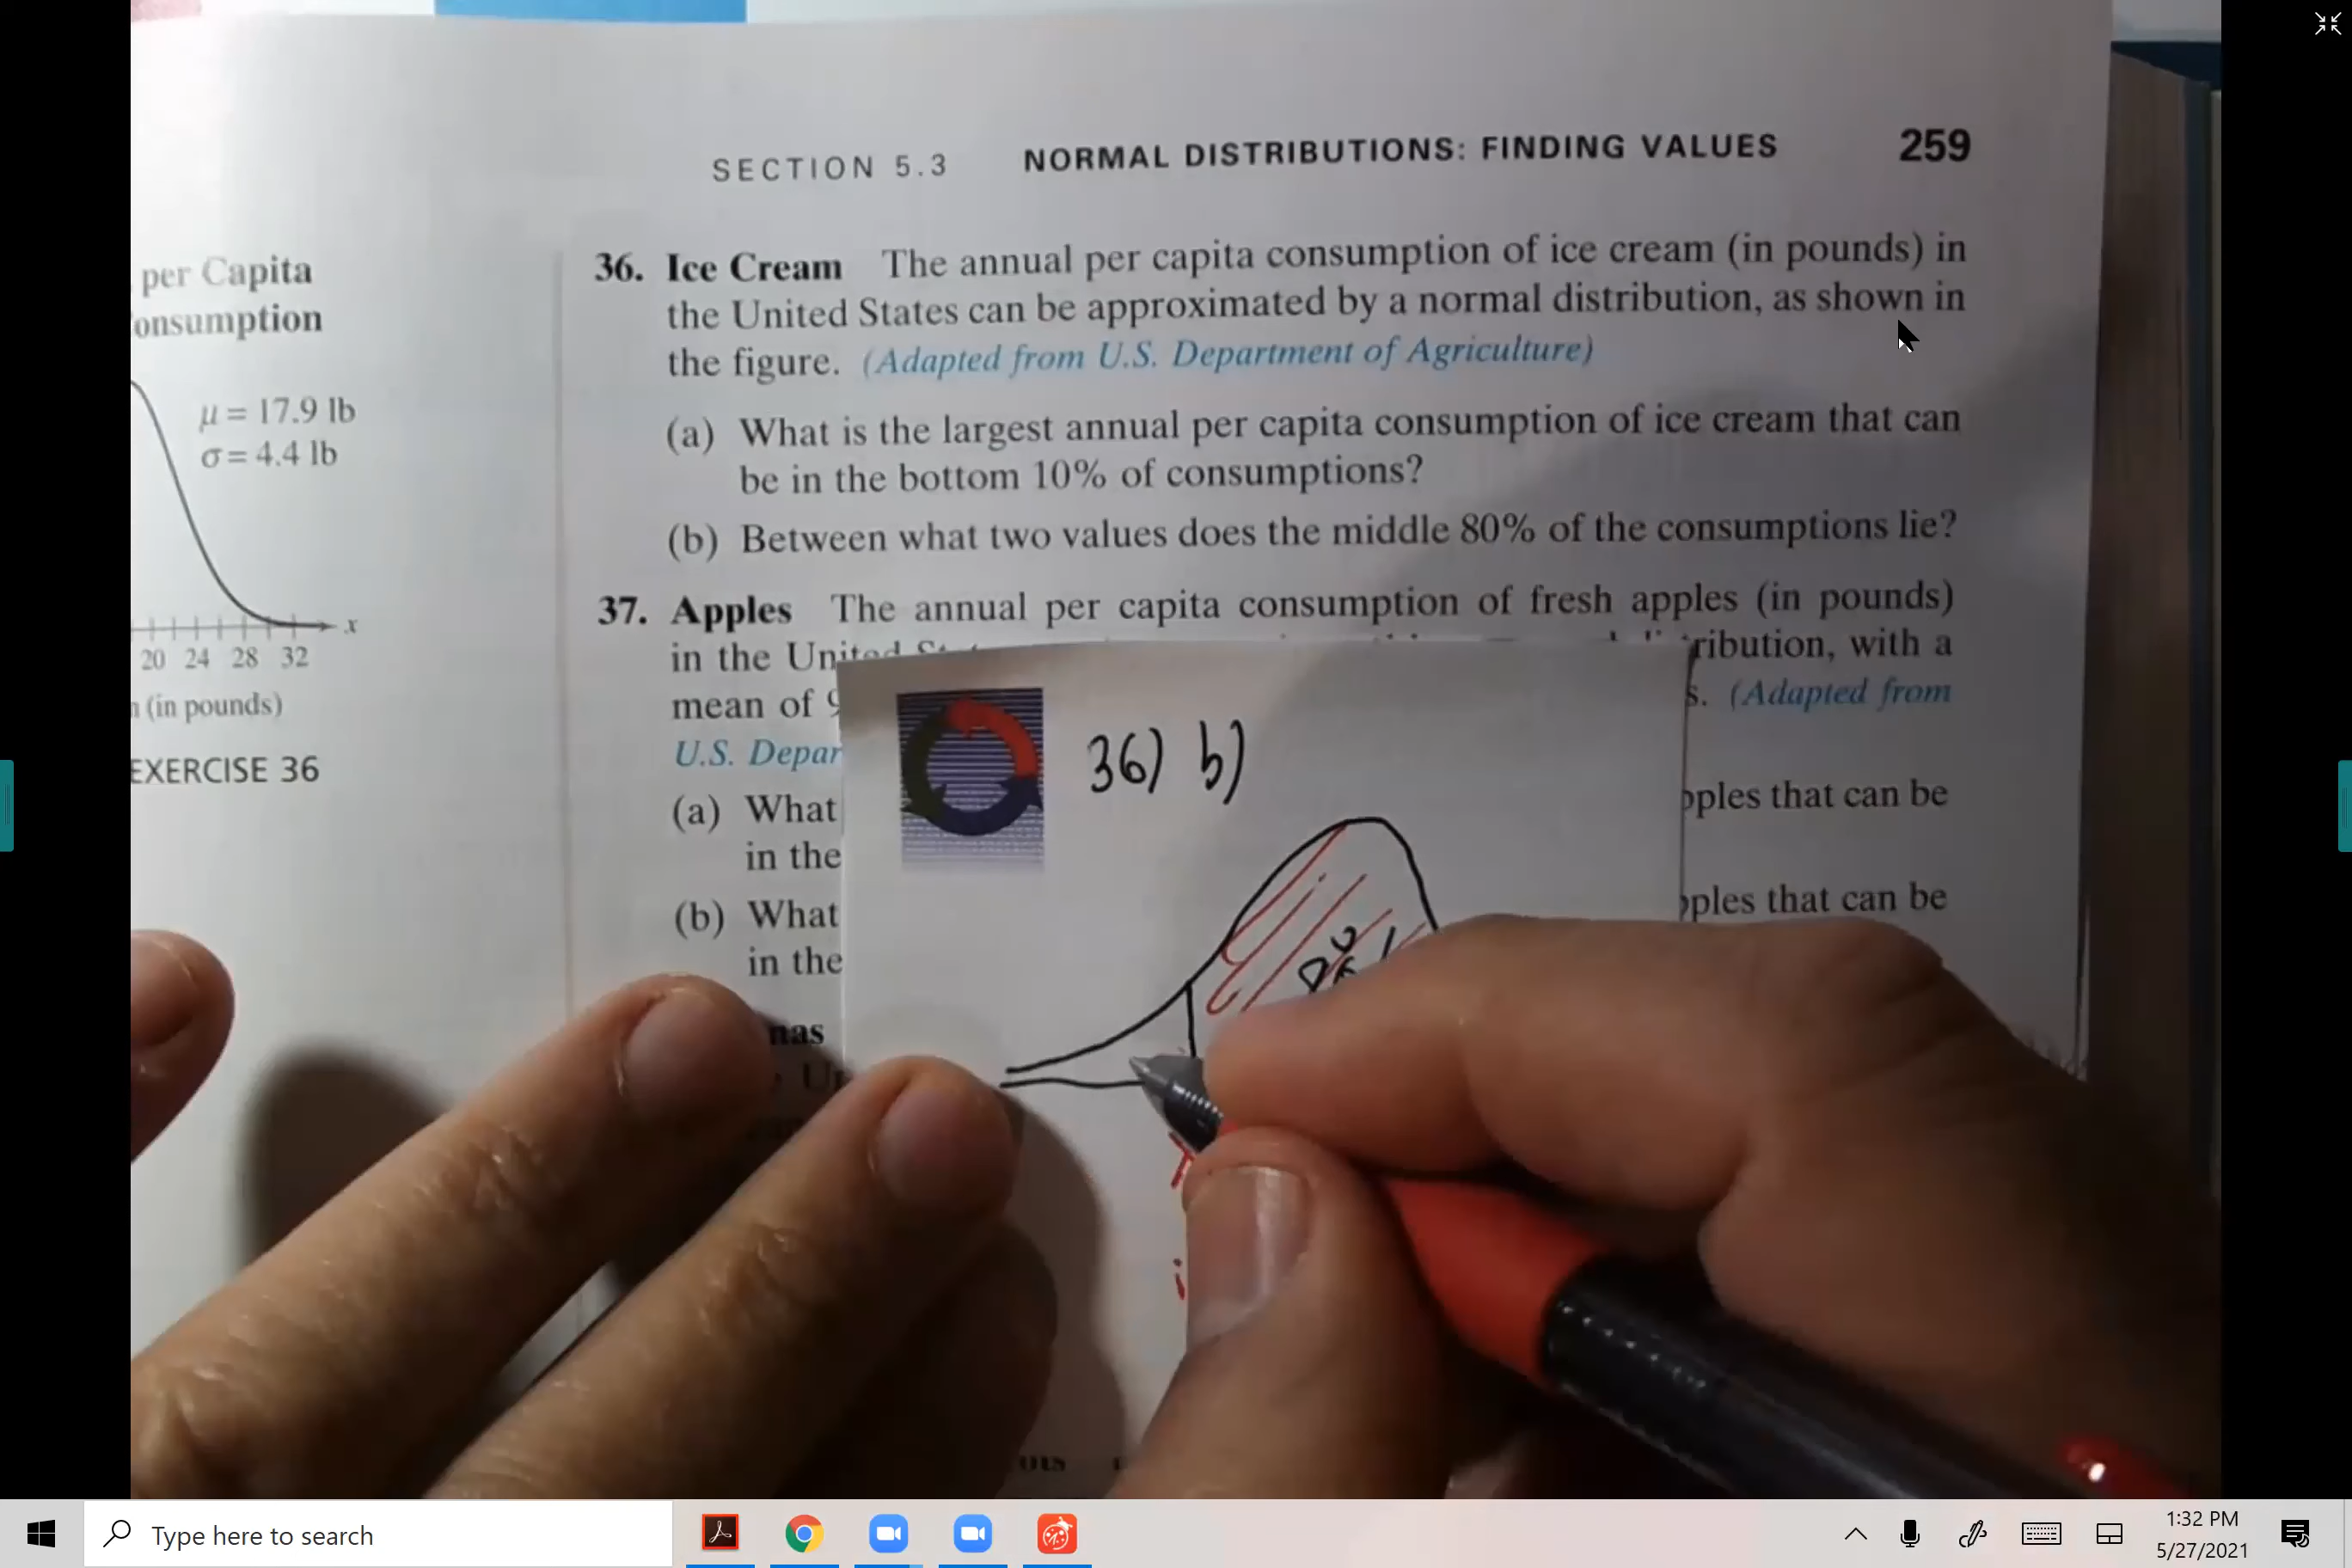 SECTION 5.3 NORMAL DISTRIBUTIONS: FINDING VALUES 259
per Capita
onsumption
μ = 17.9 lb
σ = 4.4 lb
x
20 24 28 32
(in pounds)
EXERCISE 36
36. Ice Cream The annual per capita consumption of ice cream (in pounds) in
the United States can be approximated by a normal distribution, as shown in
the figure. (Adapted from U.S. Department of Agriculture)
(a) What is the largest annual per capita consumption of ice cream that can
be in the bottom 10% of consumptions?
(b) Between what two values does the middle 80% of the consumptions lie?
37. Apples The annual per capita consumption of fresh apples (in pounds)
in the United ribution, with a
mean of 9 s. (Adapted from
U.S. Depar
(a) What pples that can be
in the
(b) What pples that can be
in the
nas
36) b)
Type here to search
1:32 PM
5/27/2021